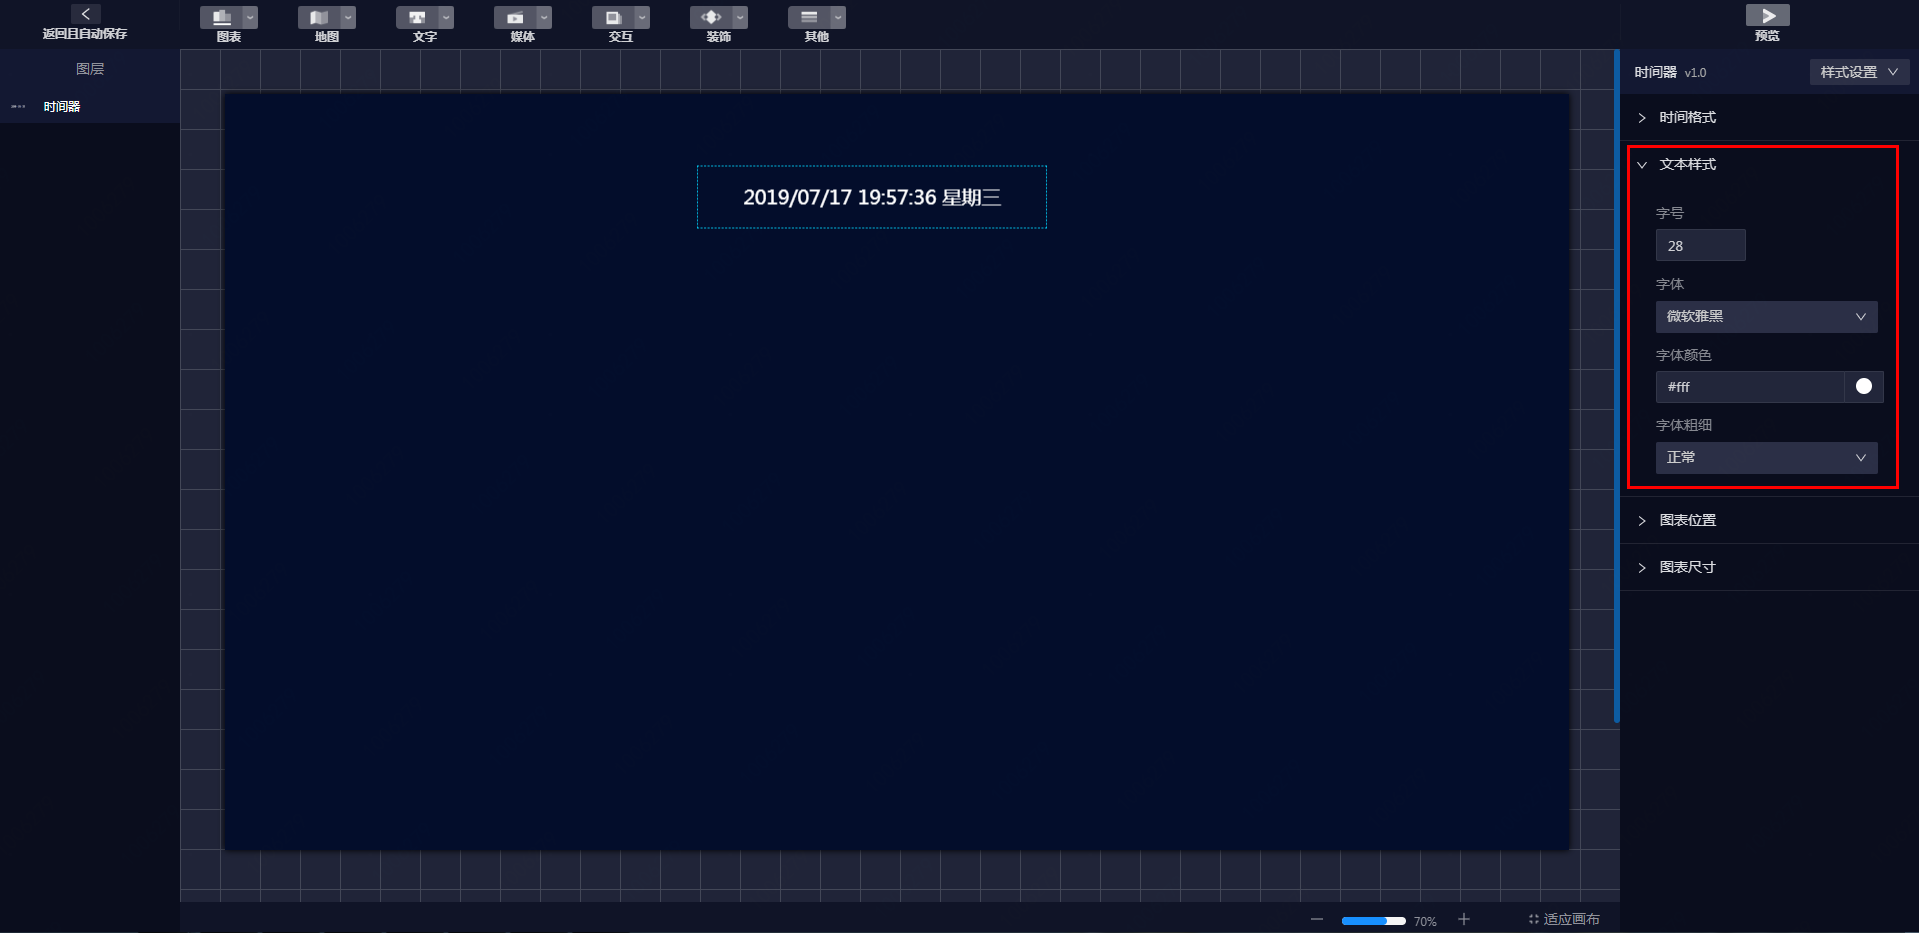 返回且自动保存
图表
地图
文字
媒体
交互
装饰
其他
预览
图层
时间器
2019/07/17 19:57:36 星期三
时间器 v1.0
样式设置
时间格式
文本样式
字号
28
字体
微软雅黑
字体颜色
#fff
字体粗细
正常
图表位置
图表尺寸
70%
适应画布